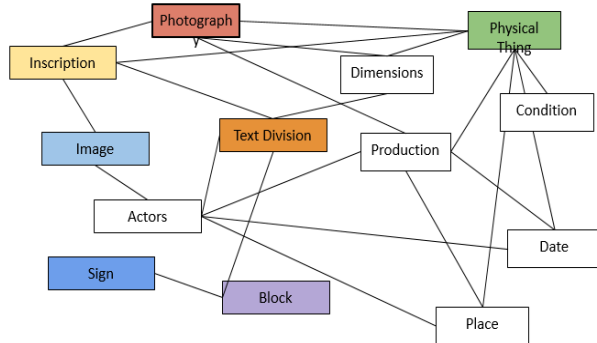 Photograph
y
Physical
Thing
Inscription
Dimensions
Condition
Image
Text Division
Production
Actors
Date
Sign
Block
Place